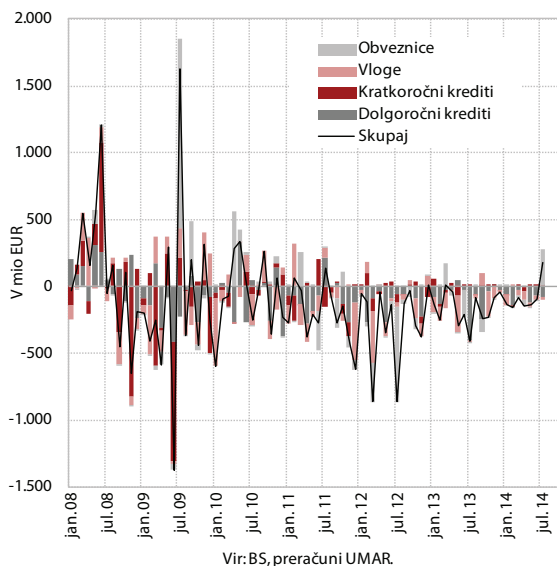 2.000
1.500
1.000
500
0
-500
-1.000
-1.500
V mio EUR
Obveznice
Vloge
Kratkoročni krediti
Dolgoročni krediti
Skupaj
jan. 08
jul. 08
jan. 09
jul. 09
jan. 10
jul. 10
jan. 11
jul. 11
jan. 12
jul. 12
jan. 13
jul. 13
jan. 14
jul. 14
Vir: BS, preračuni UMAR.